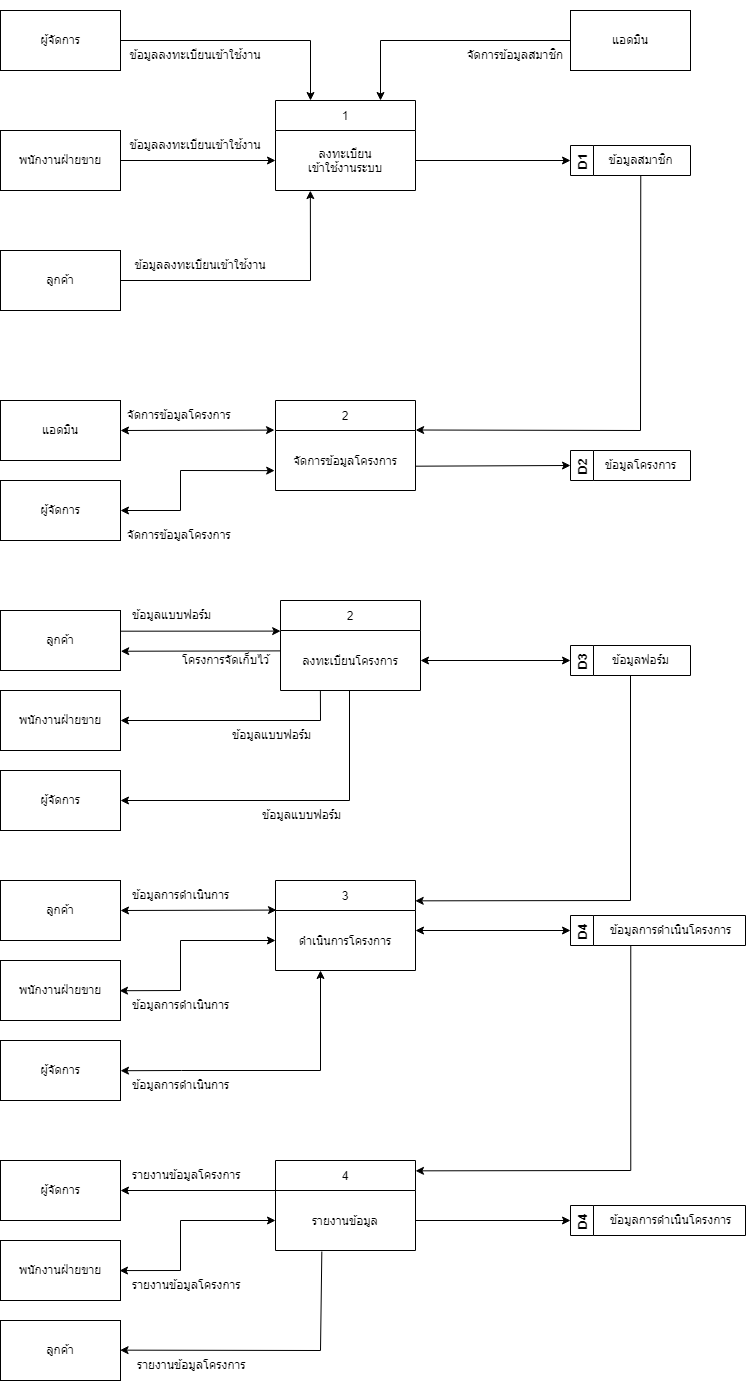 ผู้จัดการ
ข้อมูลลงทะเบียนเข้าใช้งาน
จัดการข้อมูลสมาชิก
แอดมิน
1
พนักงานฝ่ายขาย
ข้อมูลลงทะเบียนเข้าใช้งาน
ลงทะเบียน
เข้าใช้งานระบบ
D1
ข้อมูลสมาชิก
ลูกค้า
ข้อมูลลงทะเบียนเข้าใช้งาน
แอดมิน
จัดการข้อมูลโครงการ
2
จัดการข้อมูลโครงการ
D2
ข้อมูลโครงการ
ผู้จัดการ
จัดการข้อมูลโครงการ
ลูกค้า
ข้อมูลแบบฟอร์ม
โครงการจัดเก็บไว้
2
ลงทะเบียนโครงการ
D3
ข้อมูลฟอร์ม
พนักงานฝ่ายขาย
ข้อมูลแบบฟอร์ม
ผู้จัดการ
ข้อมูลแบบฟอร์ม
ลูกค้า
ข้อมูลการดำเนินการ
3
ดำเนินการโครงการ
D4
ข้อมูลการดำเนินโครงการ
พนักงานฝ่ายขาย
ข้อมูลการดำเนินการ
ผู้จัดการ
ข้อมูลการดำเนินการ
ผู้จัดการ
รายงานข้อมูลโครงการ
4
รายงานข้อมูล
D4
ข้อมูลการดำเนินโครงการ
พนักงานฝ่ายขาย
รายงานข้อมูลโครงการ
ลูกค้า
รายงานข้อมูลโครงการ